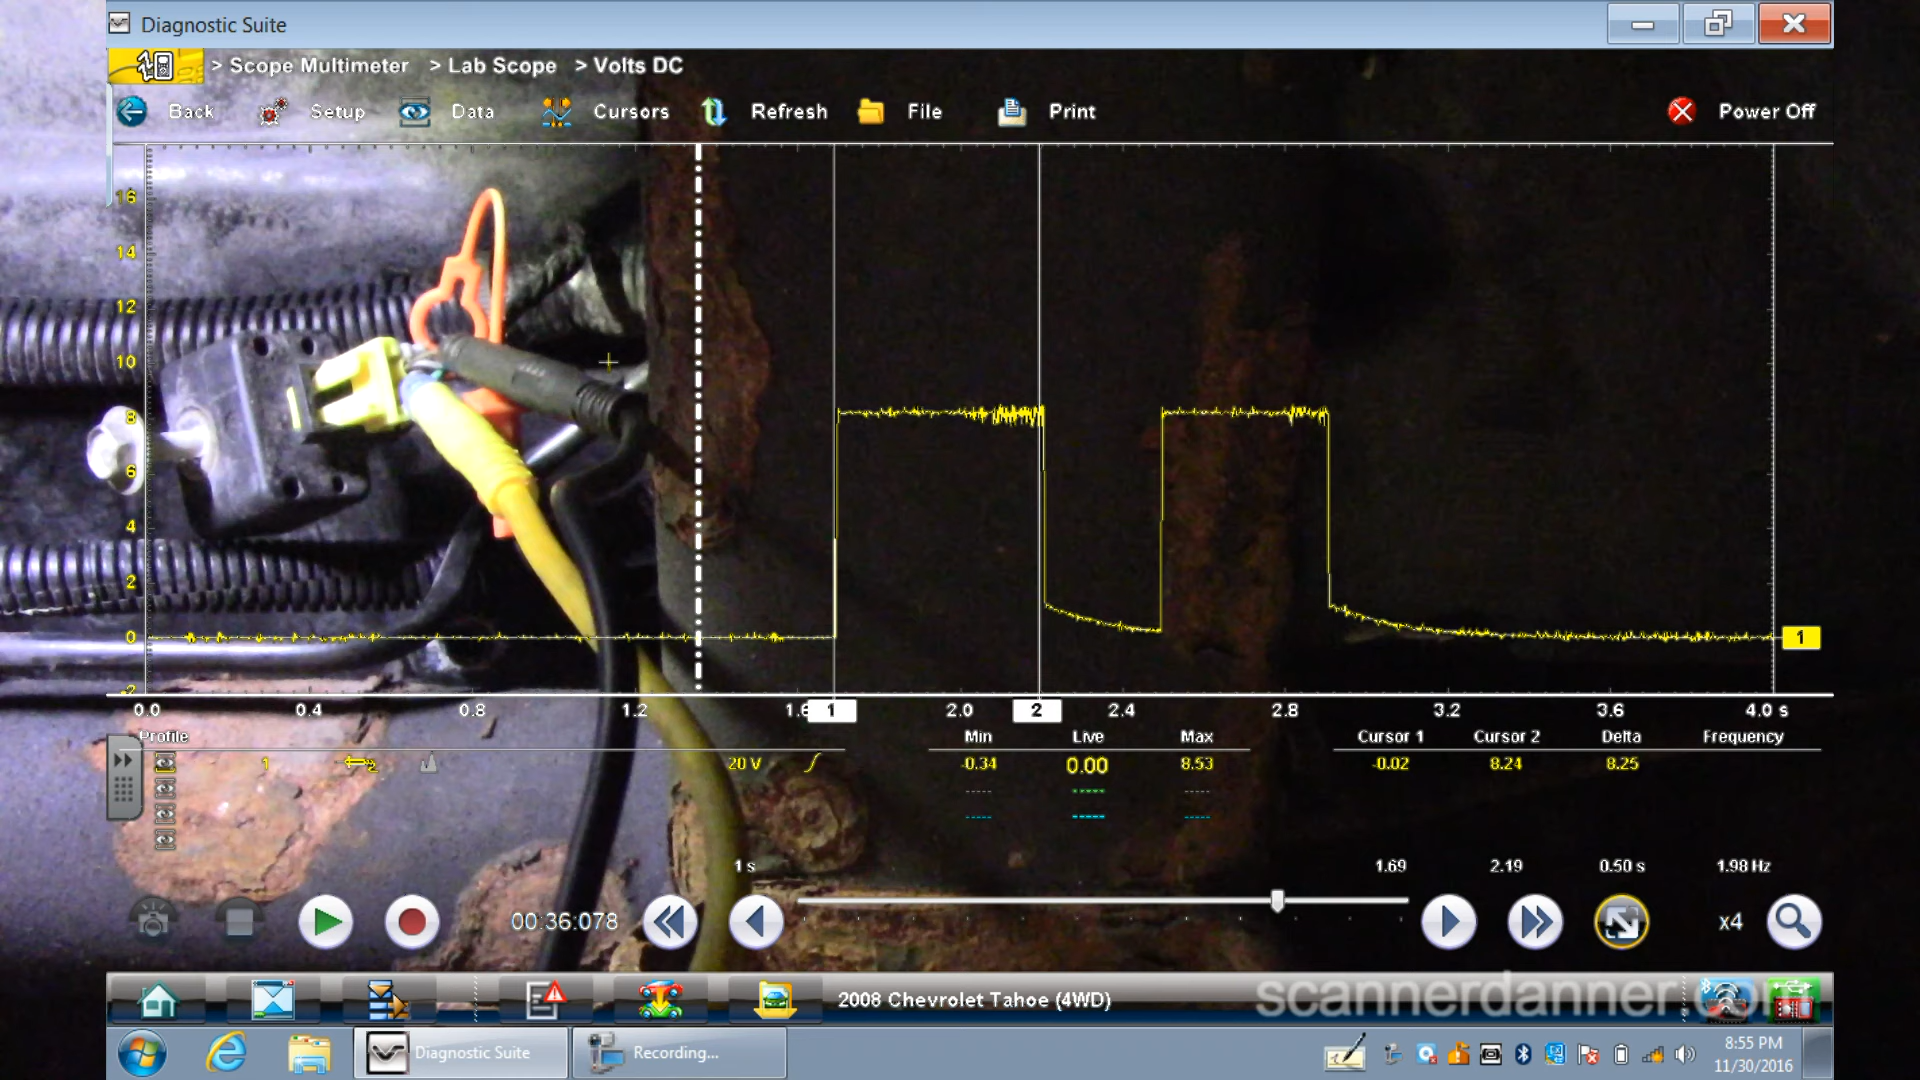 Diagnostic Suite
> Scope Multimeter > Lab Scope > Volts DC
Back Setup Data Cursors Refresh File Print Power Off
16
14
12
10
8
6
4
2
0
-2
1
0.0 0.4 0.8 1.2 1.6 1 2.0 2 2.4 2.8 3.2 3.6 4.0 s
Profile Min Live Max Cursor 1 Cursor 2 Delta Frequency
1 20 V -0.34 0.00 8.53 -0.02 8.24 8.25
----- ----- -----
----- ----- -----
1 s 1.69 2.19 0.50 s 1.98 Hz
00:36:078 x4
2008 Chevrolet Tahoe (4WD) scannerdanner.com
Diagnostic Suite Recording... 8:55 PM
11/30/2016